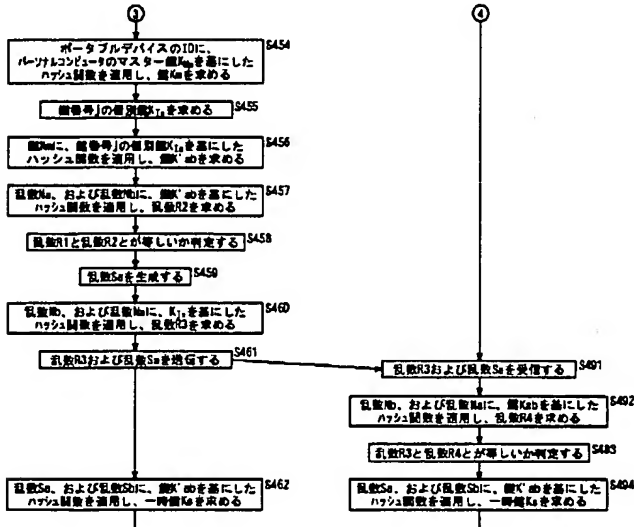 ③
④
S454
ポータブルデバイスのIDに、
パーソナルコンピュータのマスター鍵を基にした
ハッシュ関数を適用し、鍵Kmを求める
S455
鍵番号jの個別鍵を求める
S456
鍵Kmに、鍵番号jの個別鍵を基にした
ハッシュ関数を適用し、鍵K'abを求める
S457
乱数Na、および乱数Nbに、鍵K'abを基にした
ハッシュ関数を適用し、乱数R2を求める
乱数R1と乱数R2とが等しいか判定する S458
乱数Saを生成する S459
S460
乱数Nb、および乱数Naに、を基にした
ハッシュ関数を適用し、乱数R3を求める
乱数R3および乱数Saを送信する S461
乱数R3および乱数Saを受信する S491
S492
乱数Nb、および乱数Naに、鍵Kabを基にした
ハッシュ関数を適用し、乱数R4を求める
乱数R3と乱数R4とが等しいか判定する
S462
乱数Sa、および乱数Sbに、鍵K'abを基にした
ハッシュ関数を適用し、一時鍵Ksを求める
S494
乱数Sa、および乱数Sbに、鍵K'abを基にした
ハッシュ関数を適用し、一時鍵Ksを求める